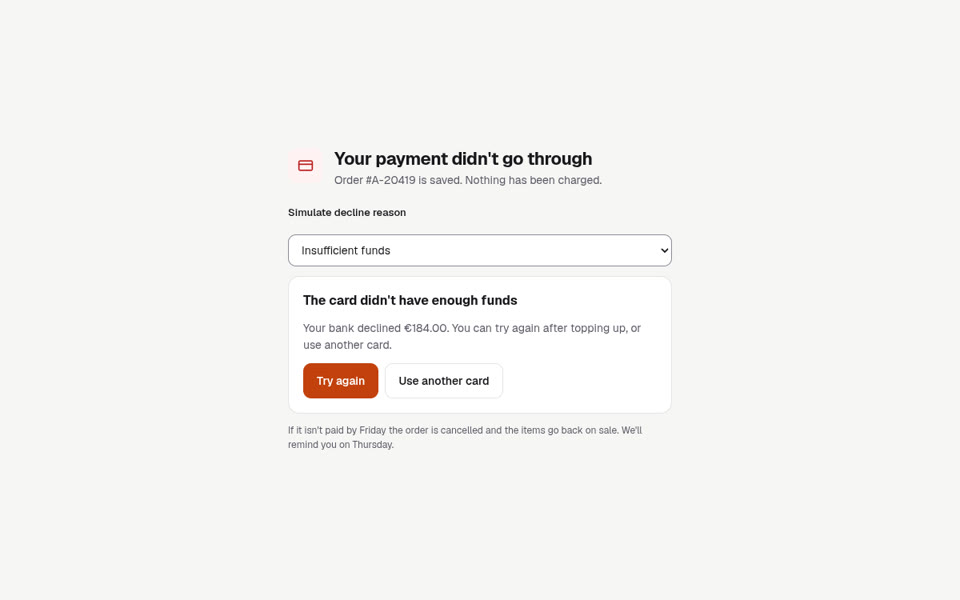 Your payment didn't go through
Order #A-20419 is saved. Nothing has been charged.
Simulate decline reason
Insufficient funds
The card didn't have enough funds
Your bank declined €184.00. You can try again after topping up, or
use another card.
Try again
Use another card
If it isn't paid by Friday the order is cancelled and the items go back on sale. We'll
remind you on Thursday.